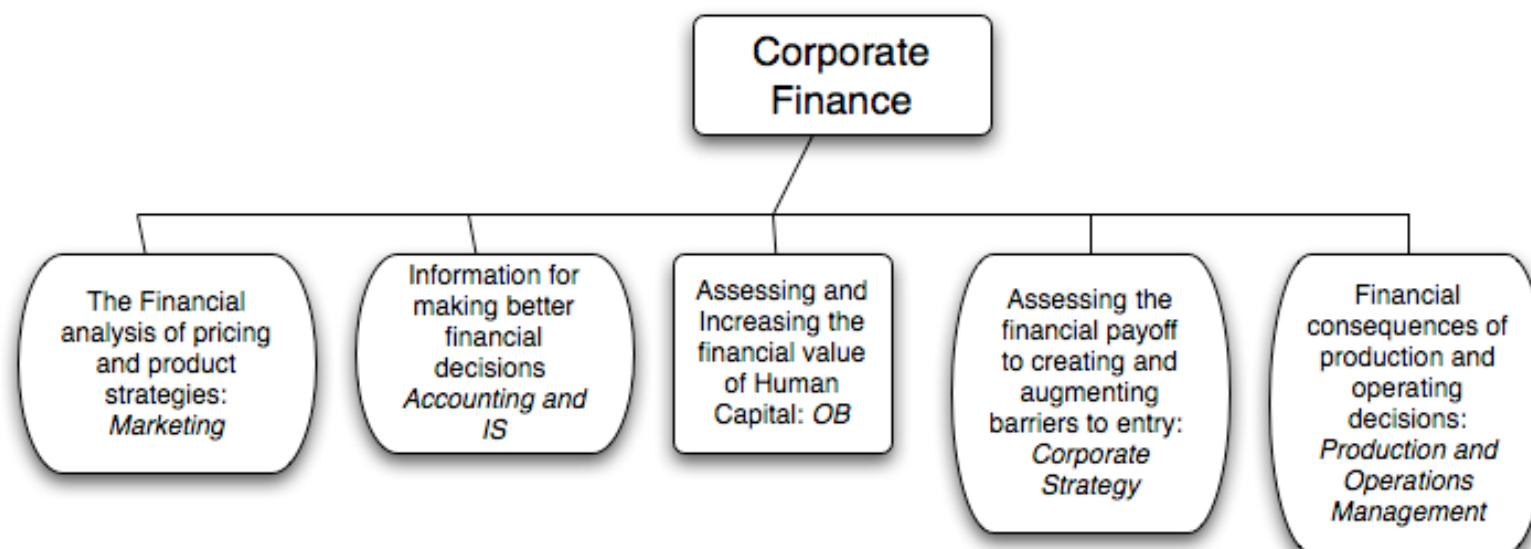 Corporate
Finance
The Financial
analysis of pricing
and product
strategies:
Marketing
Information for
making better
financial
decisions
Accounting and
IS
Assessing and
Increasing the
financial value
of Human
Capital: OB
Assessing the
financial payoff
to creating and
augmenting
barriers to entry:
Corporate
Strategy
Financial
consequences of
production and
operating
decisions:
Production and
Operations
Management